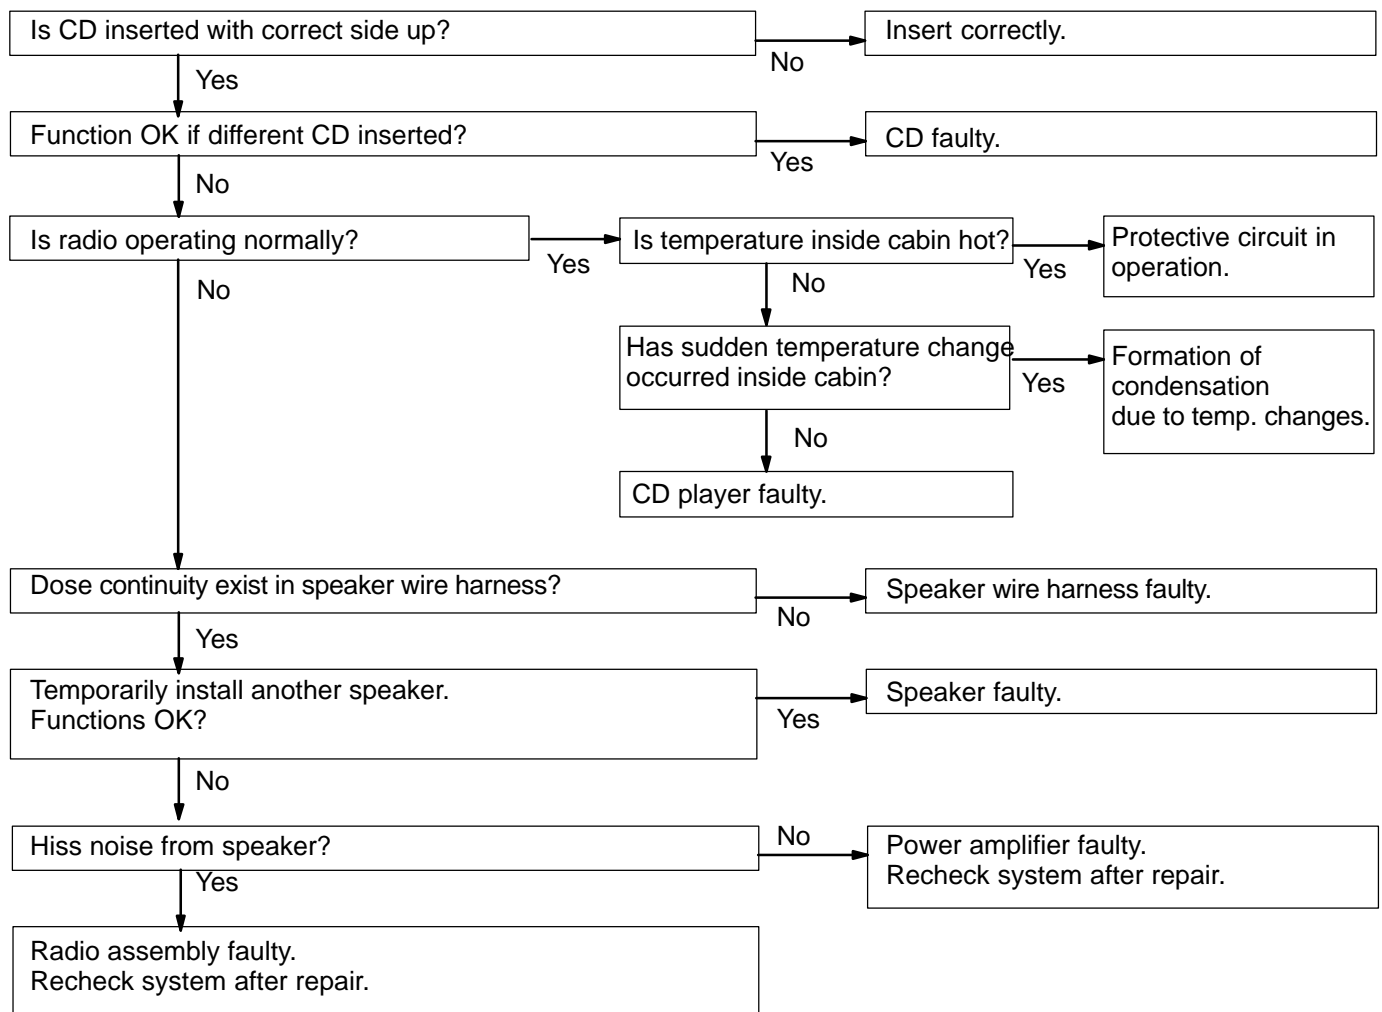 Is CD inserted with correct side up?
No
Insert correctly.
Yes
Function OK if different CD inserted?
Yes
CD faulty.
No
Is radio operating normally?
Yes
Is temperature inside cabin hot?
Yes
Protective circuit in
operation.
No
No
Has sudden temperature change
occurred inside cabin?
Yes
Formation of
condensation
due to temp. changes.
No
CD player faulty.
Dose continuity exist in speaker wire harness?
No
Speaker wire harness faulty.
Yes
Temporarily install another speaker.
Functions OK?
Yes
Speaker faulty.
No
Hiss noise from speaker?
No
Power amplifier faulty.
Recheck system after repair.
Yes
Radio assembly faulty.
Recheck system after repair.